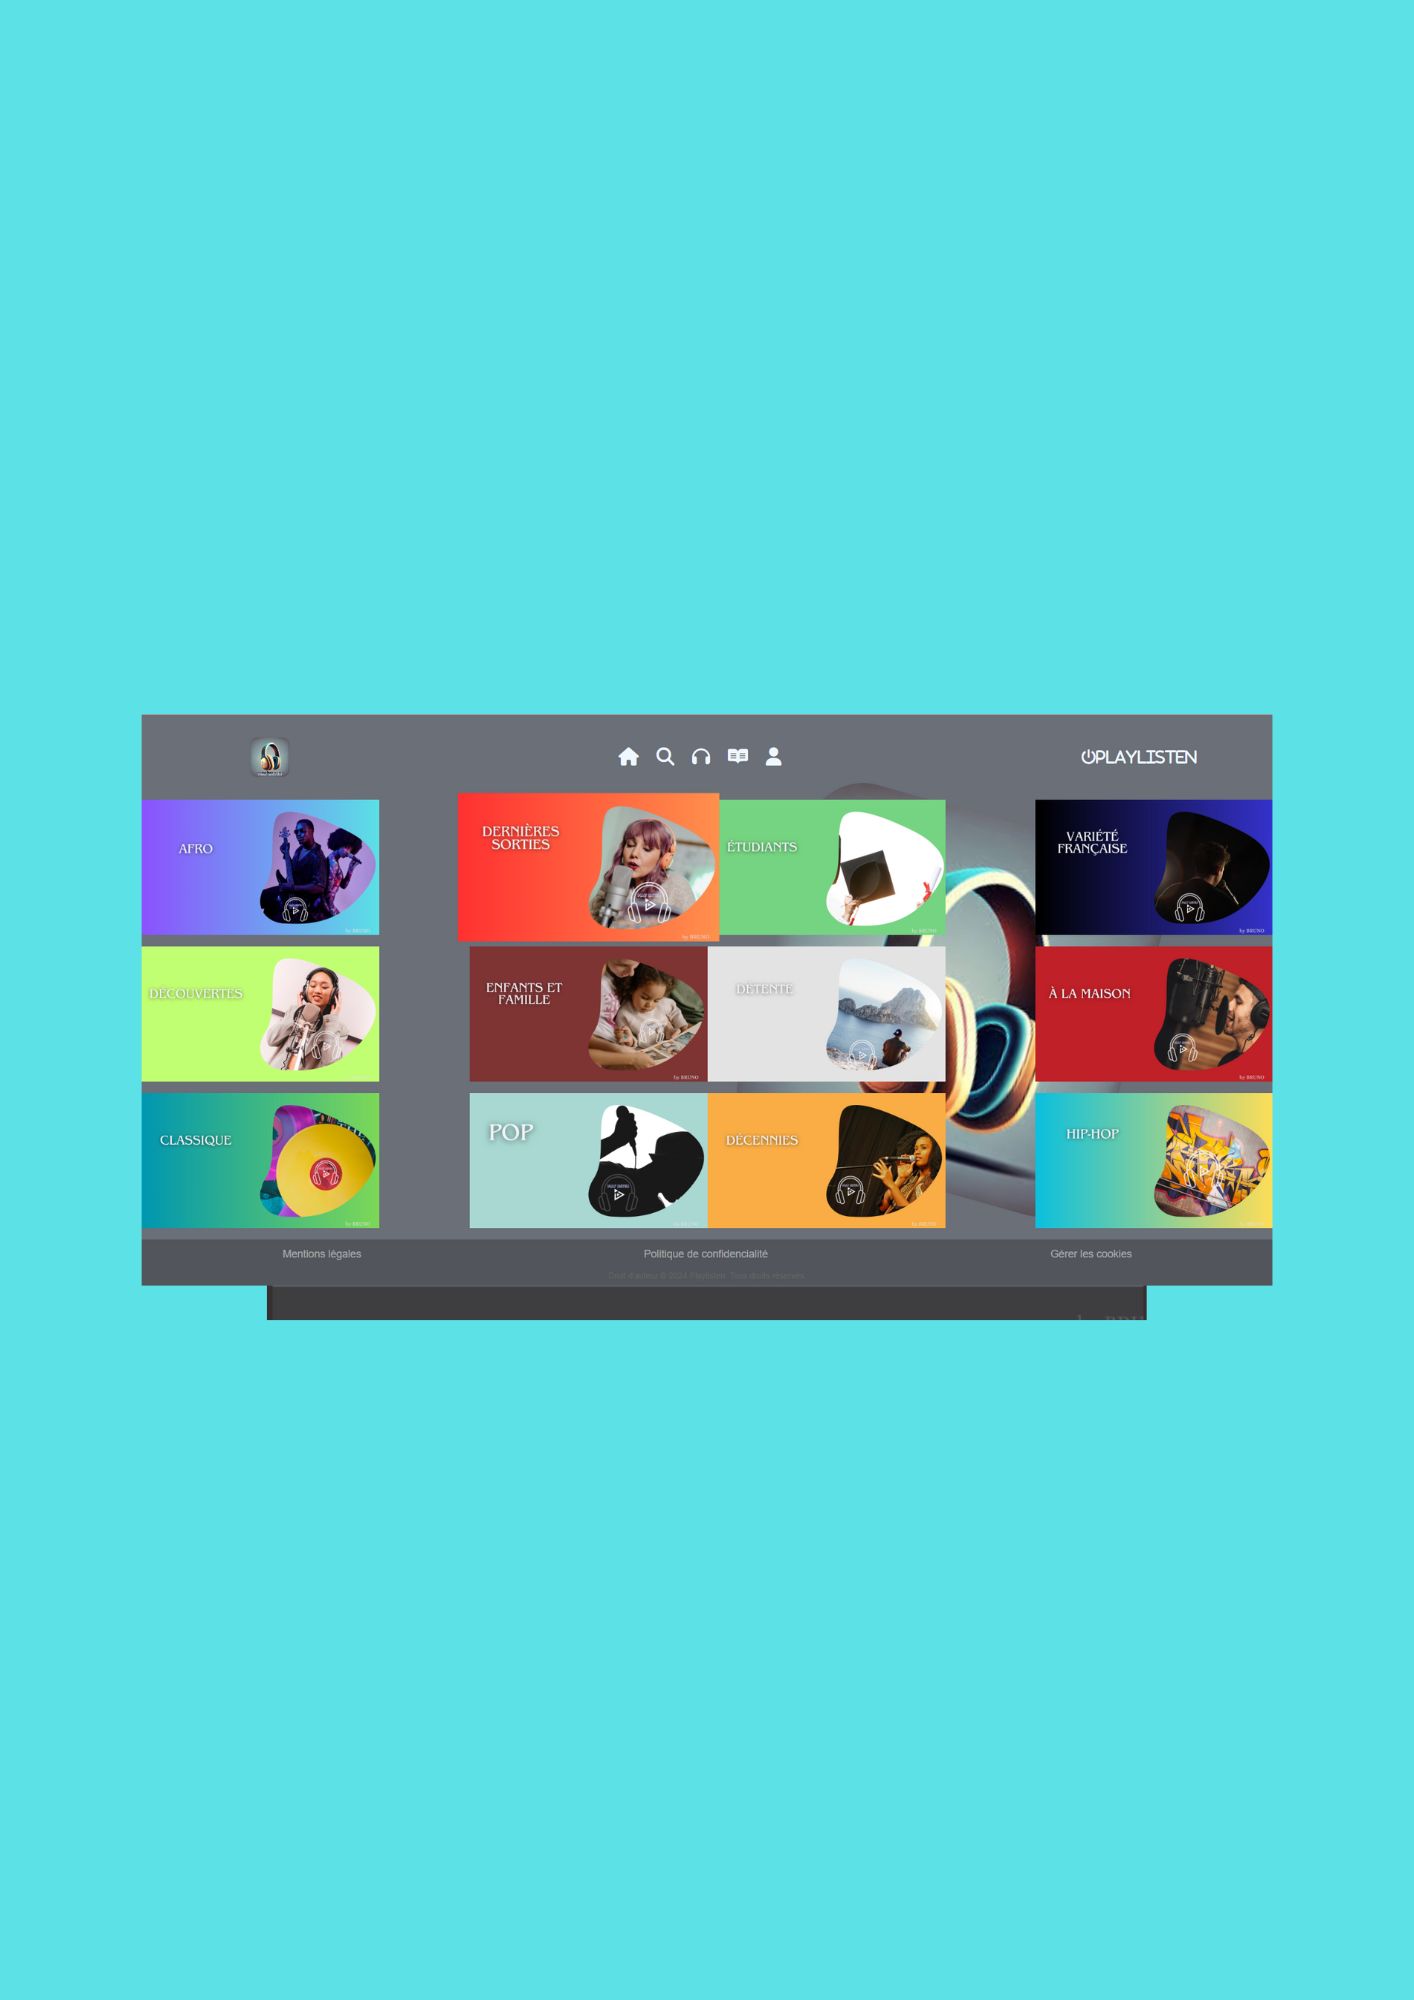 PLAYLISTEN
AFRO
by BRUNO
DERNIÈRES
SORTIES
by BRUNO
ÉTUDIANTS
by BRUNO
VARIÉTÉ
FRANÇAISE
by BRUNO
DÉCOUVERTES
ENFANTS ET
FAMILLE
by BRUNO
DÉTENTE
À LA MAISON
by BRUNO
CLASSIQUE
by BRUNO
POP
by BRUNO
DÉCENNIES
by BRUNO
HIP-HOP
by BRUNO
Mentions légales
Politique de confidencialité
Gérer les cookies
Droit d'auteur © 2024 Playlisten. Tous droits réservés.